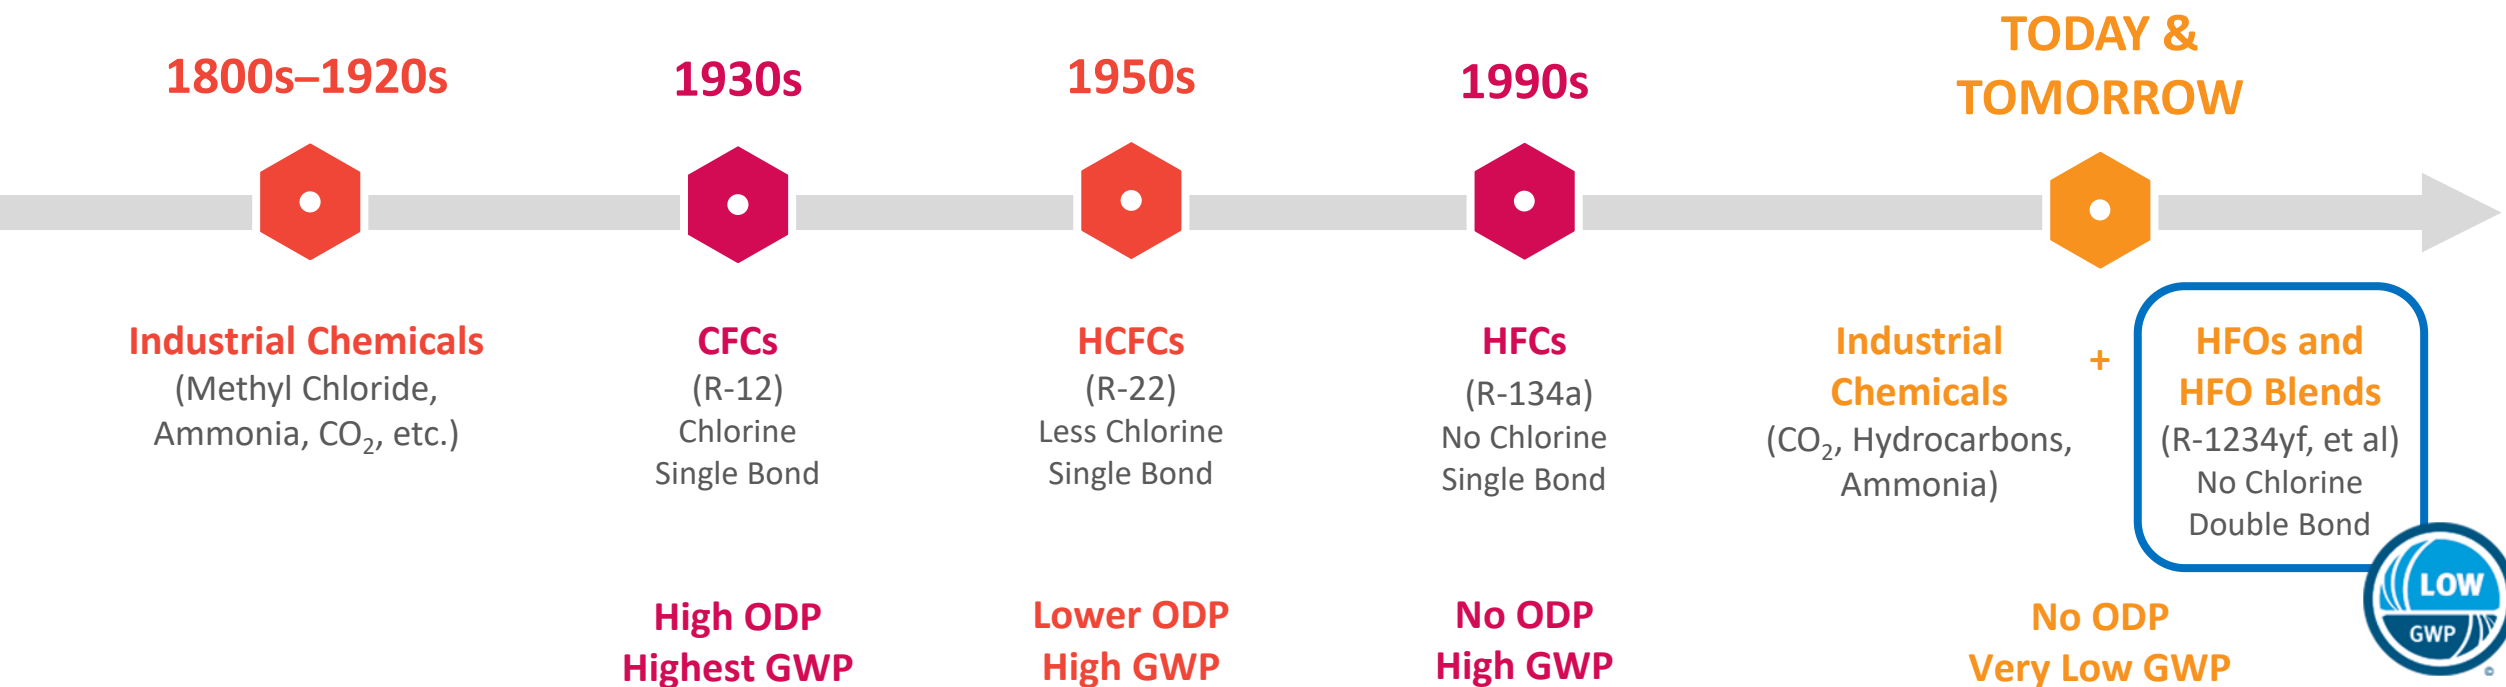 1800s–1920s
Industrial Chemicals
(Methyl Chloride,
Ammonia, CO₂, etc.)
1930s
CFCs
(R-12)
Chlorine
Single Bond
High ODP
Highest GWP
1950s
HCFCs
(R-22)
Less Chlorine
Single Bond
Lower ODP
High GWP
1990s
HFCs
(R-134a)
No Chlorine
Single Bond
No ODP
High GWP
TODAY &
TOMORROW
Industrial
Chemicals
(CO₂, Hydrocarbons,
Ammonia)
+
HFOs and
HFO Blends
(R-1234yf, et al)
No Chlorine
Double Bond
No ODP
Very Low GWP
LOW
GWP
©